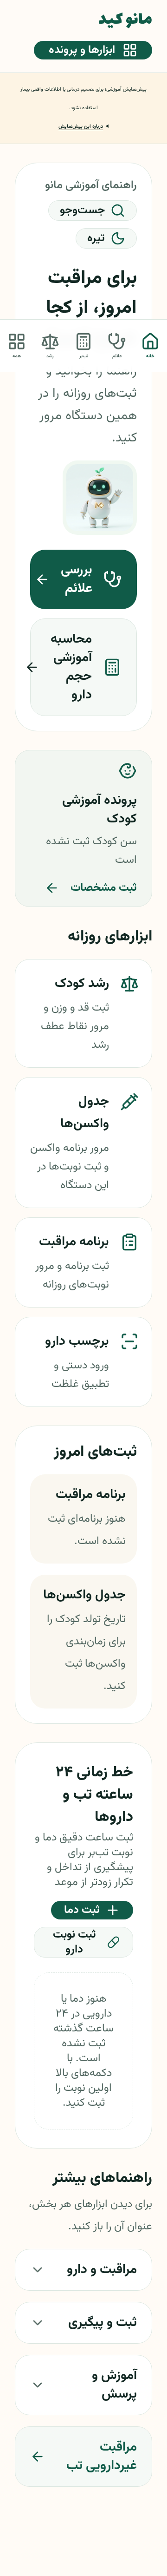 مانو کید
ابزارها و پرونده
پیش‌نمایش آموزشی؛ برای تصمیم درمانی یا اطلاعات واقعی بیمار
استفاده نشود.
درباره این پیش‌نمایش
راهنمای آموزشی مانو
جست‌وجو
تیره
برای مراقبت
امروز، از کجا
خانه
علائم
تب‌بر
رشد
همه
ثبت‌های روزانه را در
همین دستگاه مرور
کنید.
بررسی
علائم
محاسبه
آموزشی
حجم
دارو
پرونده آموزشی
کودک
سن کودک ثبت نشده
است
ثبت مشخصات
ابزارهای روزانه
رشد کودک
ثبت قد و وزن و
مرور نقاط عطف
رشد
جدول
واکسن‌ها
مرور برنامه واکسن
و ثبت نوبت‌ها در
این دستگاه
برنامه مراقبت
ثبت برنامه و مرور
نوبت‌های روزانه
برچسب دارو
ورود دستی و
تطبیق غلظت
ثبت‌های امروز
برنامه مراقبت
هنوز برنامه‌ای ثبت
نشده است.
جدول واکسن‌ها
تاریخ تولد کودک را
برای زمان‌بندی
واکسن‌ها ثبت
کنید.
خط زمانی ۲۴
ساعته تب و
داروها
ثبت ساعت دقیق دما و
نوبت تب‌بر برای
پیشگیری از تداخل و
تکرار زودتر از موعد
ثبت دما
ثبت نوبت
دارو
هنوز دما یا
دارویی در ۲۴
ساعت گذشته
ثبت نشده
است. با
دکمه‌های بالا
اولین نوبت را
ثبت کنید.
راهنماهای بیشتر
برای دیدن ابزارهای هر بخش،
عنوان آن را باز کنید.
مراقبت و دارو
ثبت و پیگیری
آموزش و
پرسش
مراقبت
غیردارویی تب